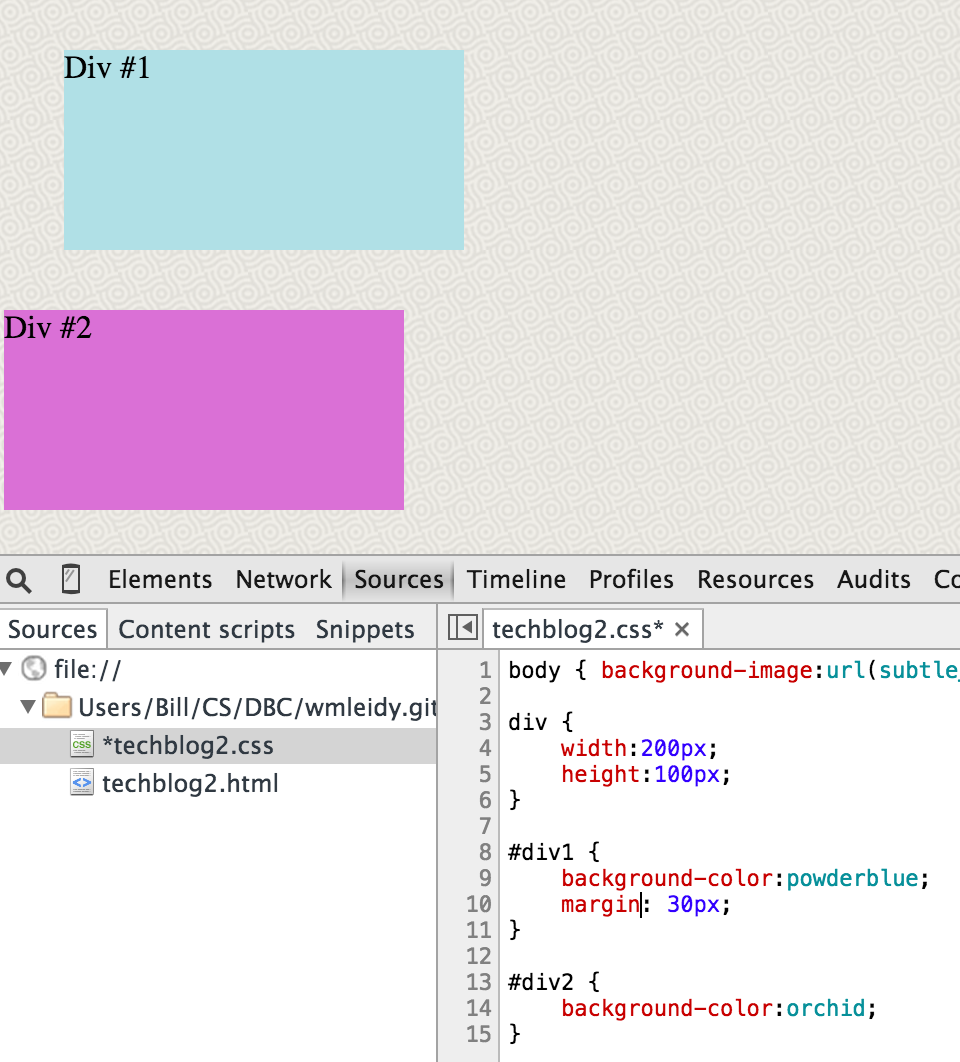 Div #1
Div #2
Elements Network Sources Timeline Profiles Resources Audits Co
Sources Content scripts Snippets
techblog2.css* ×
file://
Users/Bill/CS/DBC/wmleidy.git
*techblog2.css
techblog2.html
1 body { background-image:url(subtle_
2
3 div {
4     width:200px;
5     height:100px;
6 }
7
8 #div1 {
9     background-color:powderblue;
10     margin: 30px;
11 }
12
13 #div2 {
14     background-color:orchid;
15 }